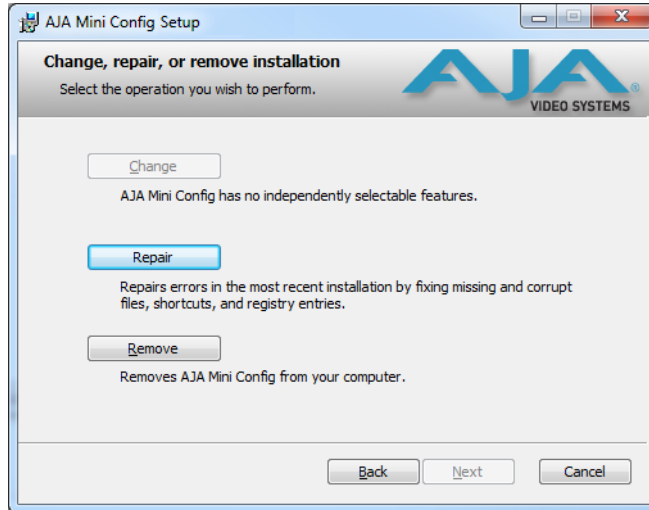 AJA Mini Config Setup
Change, repair, or remove installation
Select the operation you wish to perform.
AJA®
VIDEO SYSTEMS
Change
AJA Mini Config has no independently selectable features.
Repair
Repairs errors in the most recent installation by fixing missing and corrupt
files, shortcuts, and registry entries.
Remove
Removes AJA Mini Config from your computer.
Back
Next
Cancel